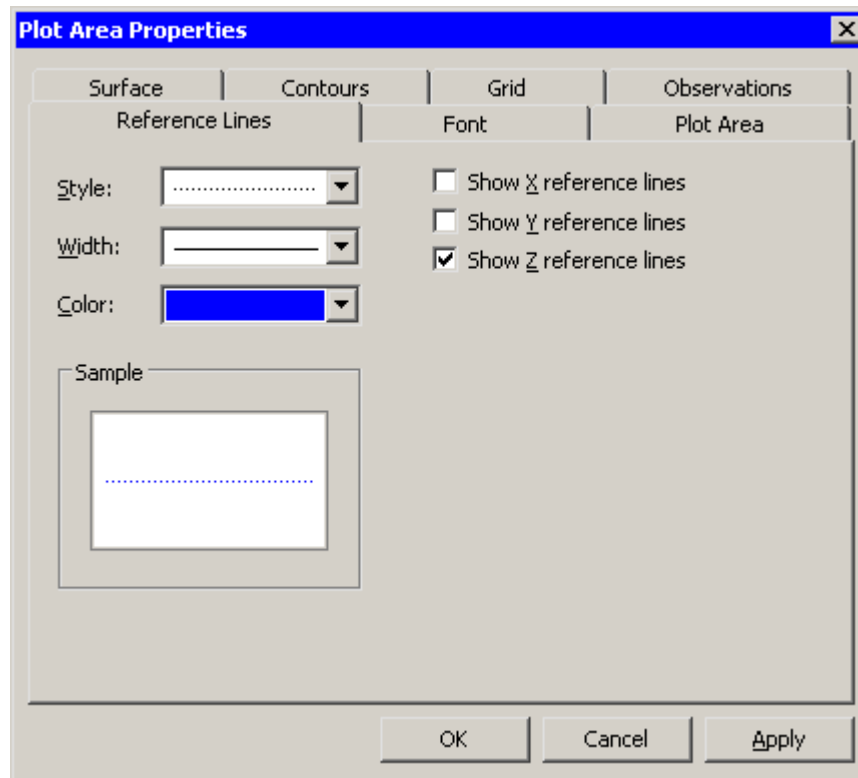 Plot Area Properties
Surface Contours Grid Observations
Reference Lines Font Plot Area
Style:
Width:
Color:
Show X reference lines
Show Y reference lines
Show Z reference lines
Sample
OK Cancel Apply